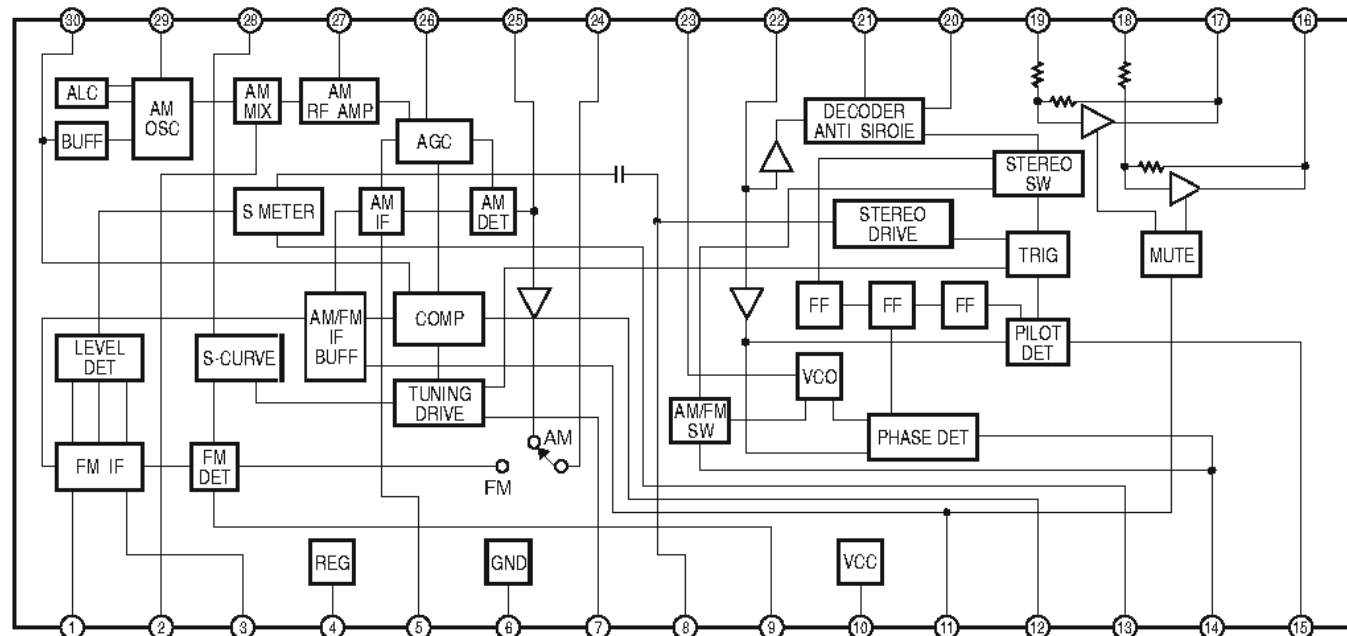 30 29 28 27 26 25 24 23 22 21 20 19 18 17 16
ALC
AM
OSC
AM
MIX
AM
RF AMP
BUFF
AGC
DECODER
ANTI SIROIE
STEREO
SW
S METER
AM
IF
AM
DET
STEREO
DRIVE
TRIG
MUTE
AM/FM
IF
BUFF
COMP
FF
FF
FF
PILOT
DET
LEVEL
DET
S-CURVE
TUNING
DRIVE
VCO
AM/FM
SW
PHASE DET
AM
FM
FM IF
FM
DET
REG
GND
VCC
1 2 3 4 5 6 7 8 9 10 11 12 13 14 15